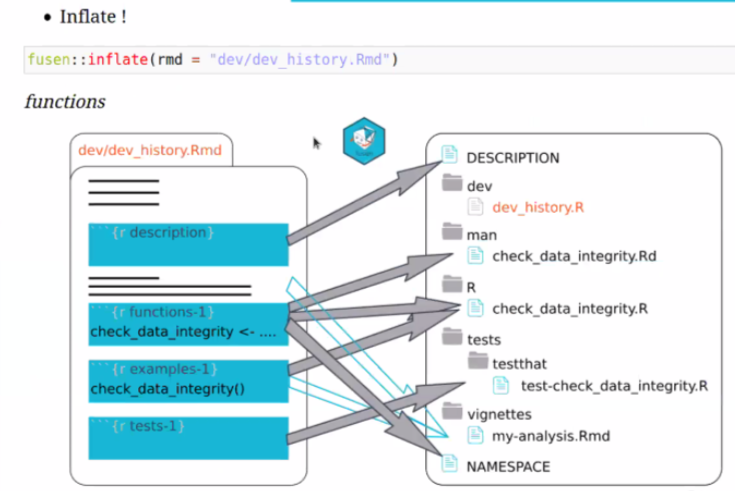 • Inflate !
fusen::inflate(rmd = "dev/dev_history.Rmd")
functions
dev/dev_history.Rmd
```{r description}
```{r functions-1}
check_data_integrity <- ....
```{r examples-1}
check_data_integrity()
```{r tests-1}
DESCRIPTION
dev
dev_history.R
man
check_data_integrity.Rd
R
check_data_integrity.R
tests
testthat
test-check_data_integrity.R
vignettes
my-analysis.Rmd
NAMESPACE